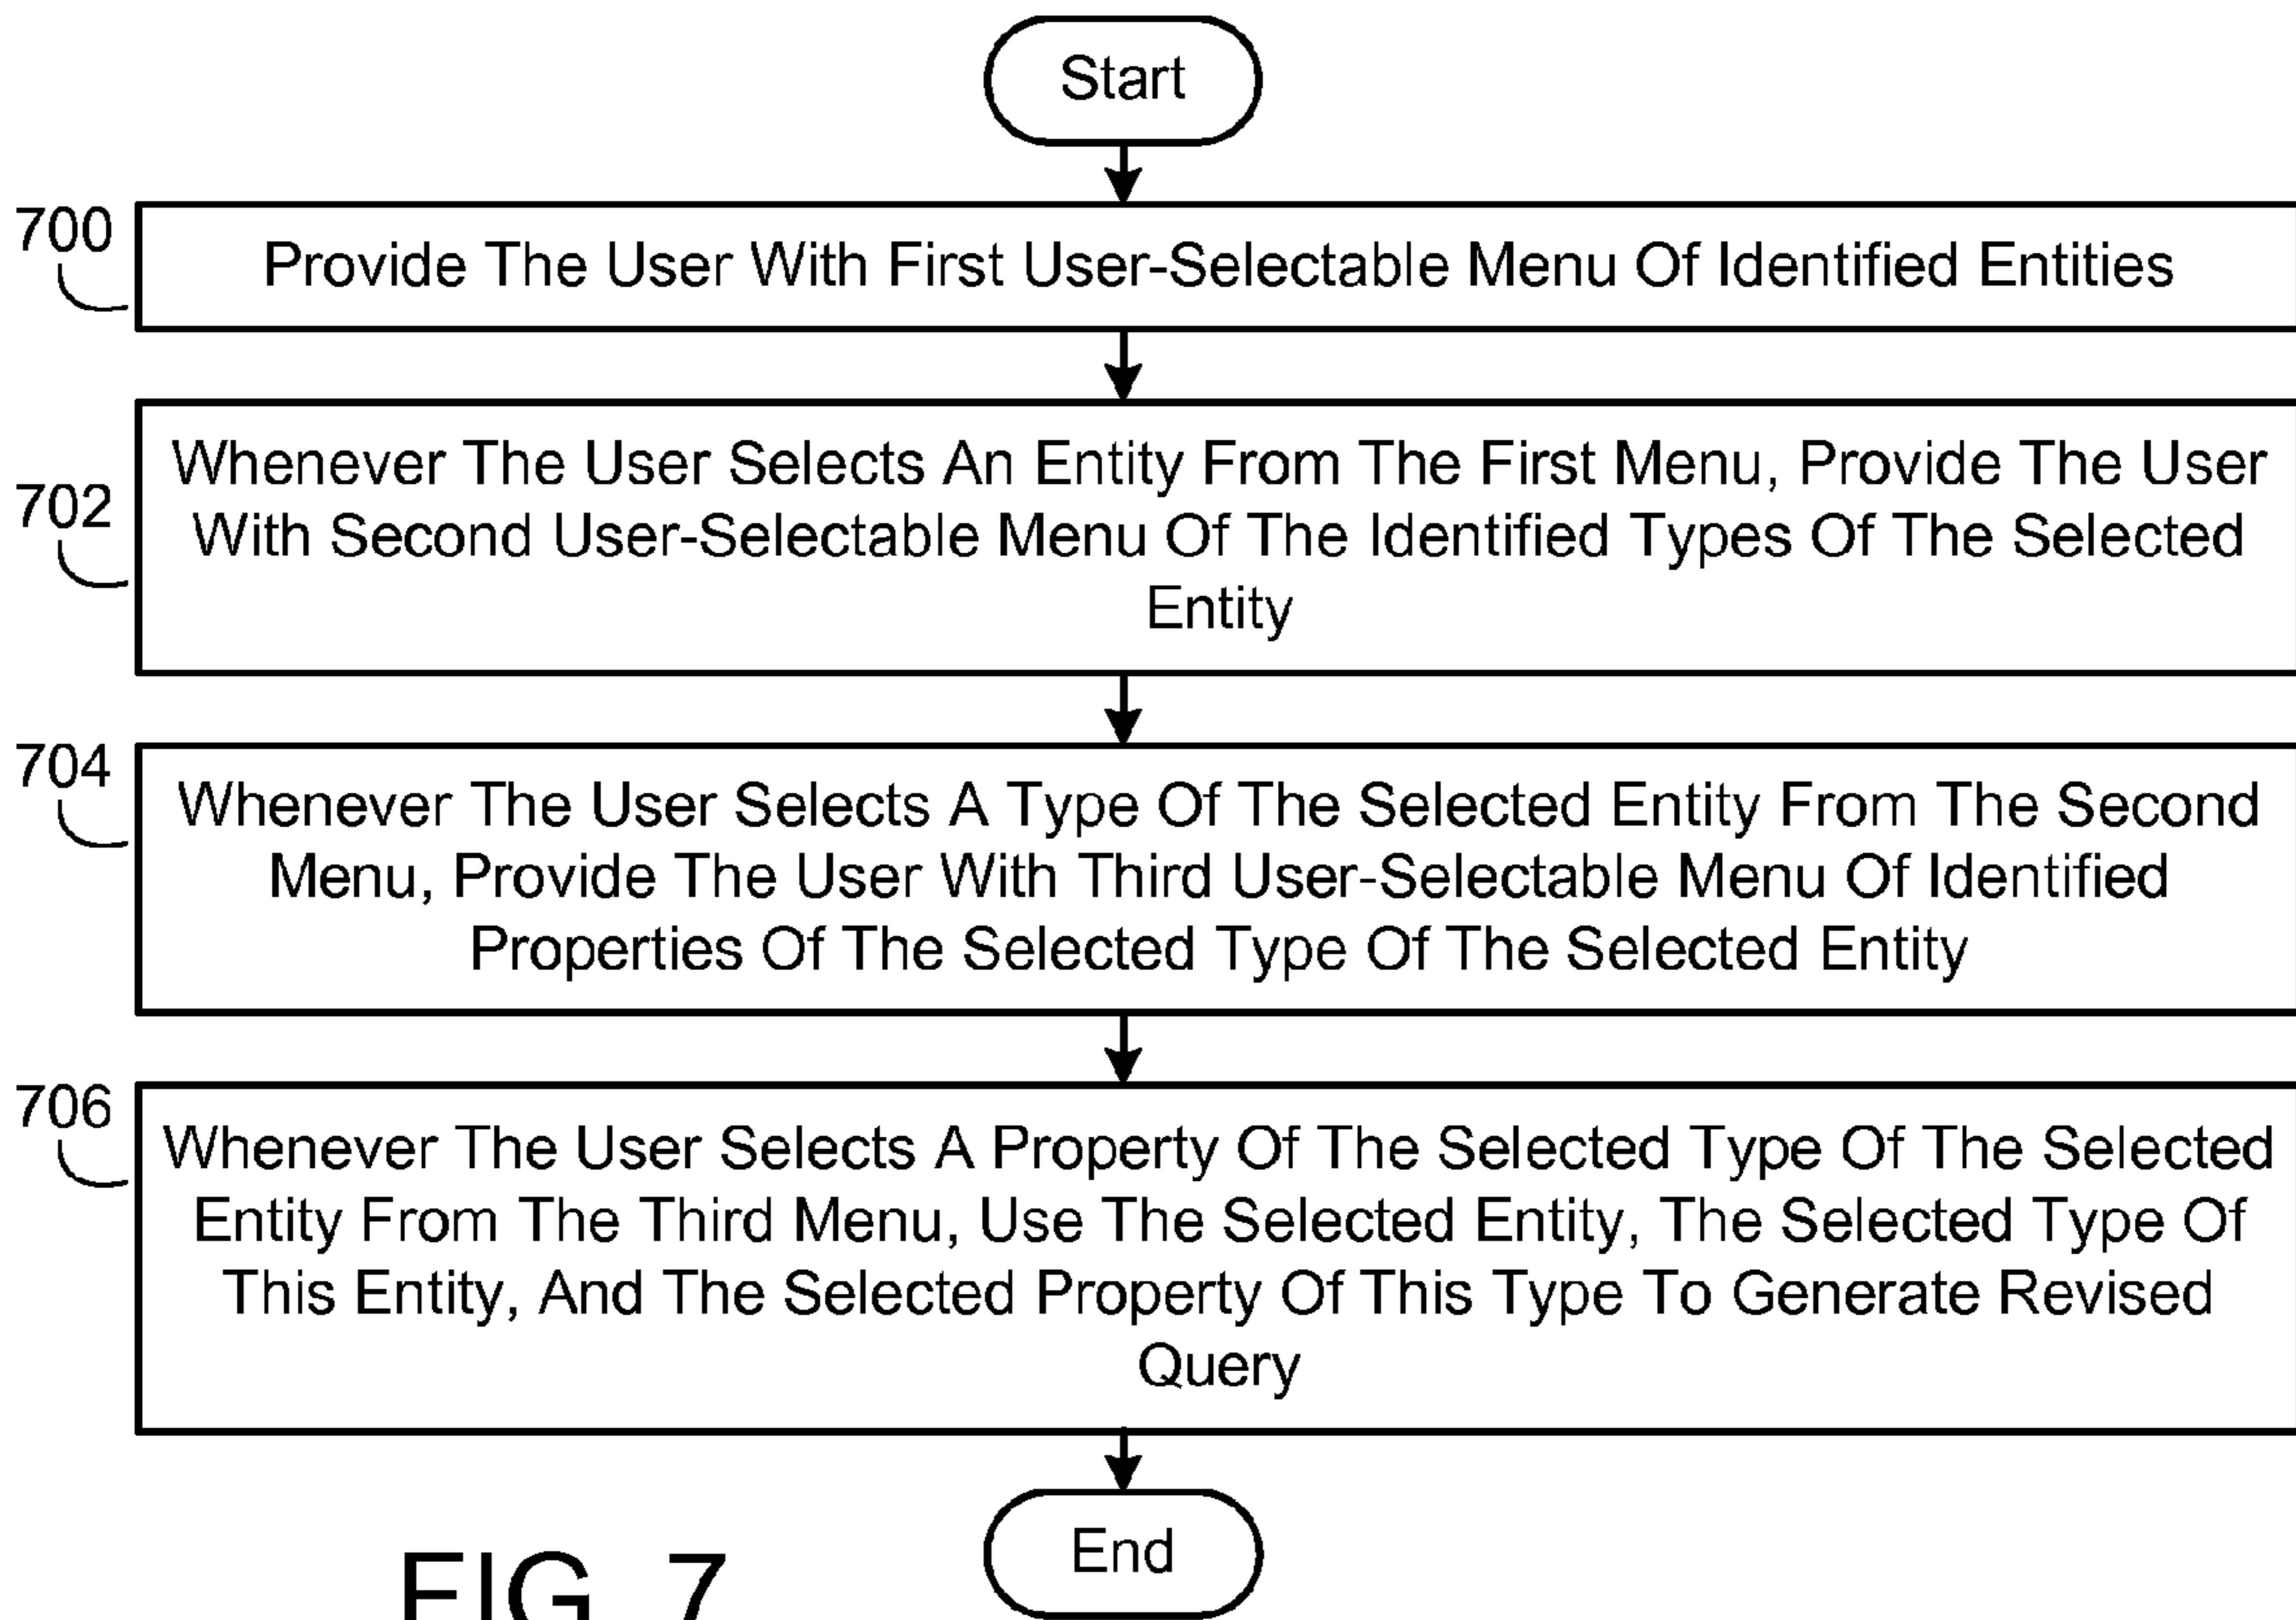 Start
700
Provide The User With First User-Selectable Menu Of Identified Entities
702
Whenever The User Selects An Entity From The First Menu, Provide The User
With Second User-Selectable Menu Of The Identified Types Of The Selected
Entity
704
Whenever The User Selects A Type Of The Selected Entity From The Second
Menu, Provide The User With Third User-Selectable Menu Of Identified
Properties Of The Selected Type Of The Selected Entity
706
Whenever The User Selects A Property Of The Selected Type Of The Selected
Entity From The Third Menu, Use The Selected Entity, The Selected Type Of
This Entity, And The Selected Property Of This Type To Generate Revised
Query
End
FIG. 7